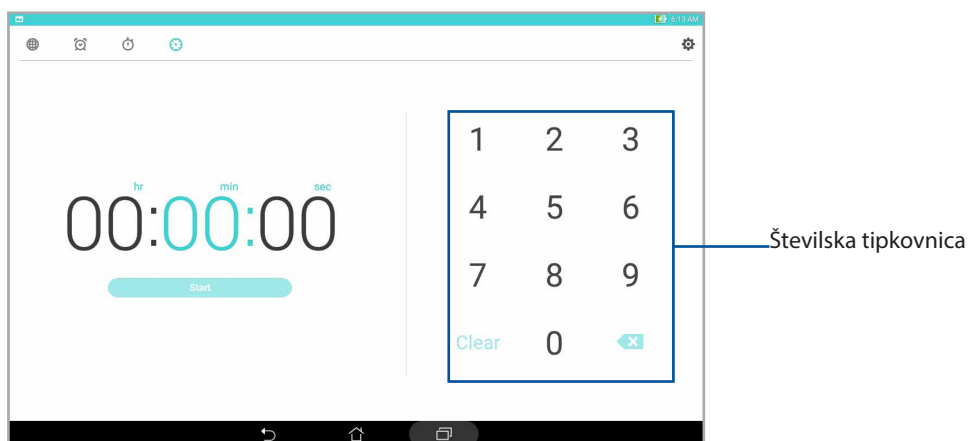 6:13 AM
hr min sec
00:00:00
Start
1 2 3
4 5 6
7 8 9
Clear 0
Številska tipkovnica